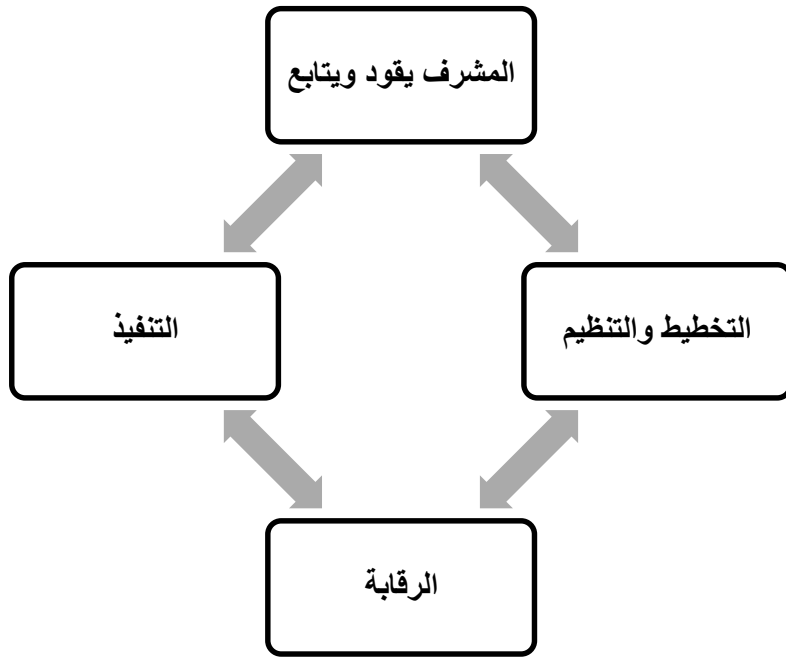 المشرف يقود ويتابع
التخطيط والتنظيم
التنفيذ
الرقابة